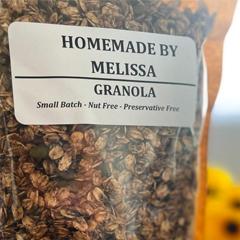 HOMEMADE BY
MELISSA
GRANOLA
Small Batch · Nut Free · Preservative Free